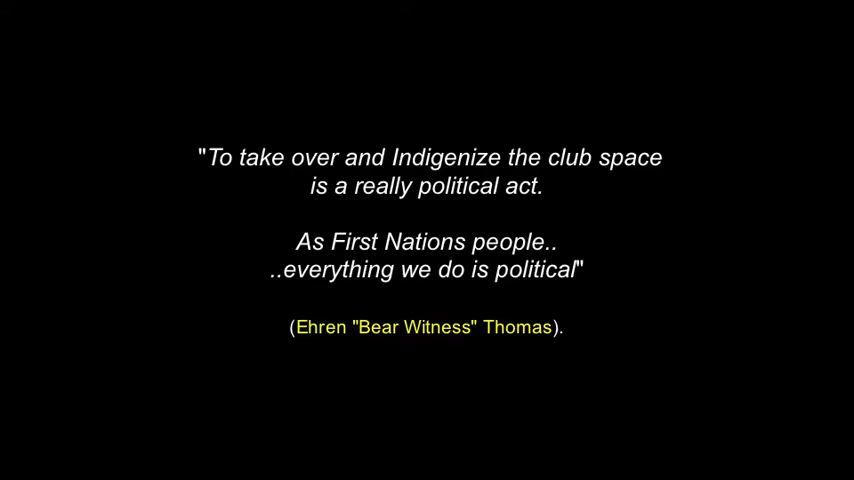 "To take over and Indigenize the club space
is a really political act.
As First Nations people..
..everything we do is political"
(Ehren "Bear Witness" Thomas).